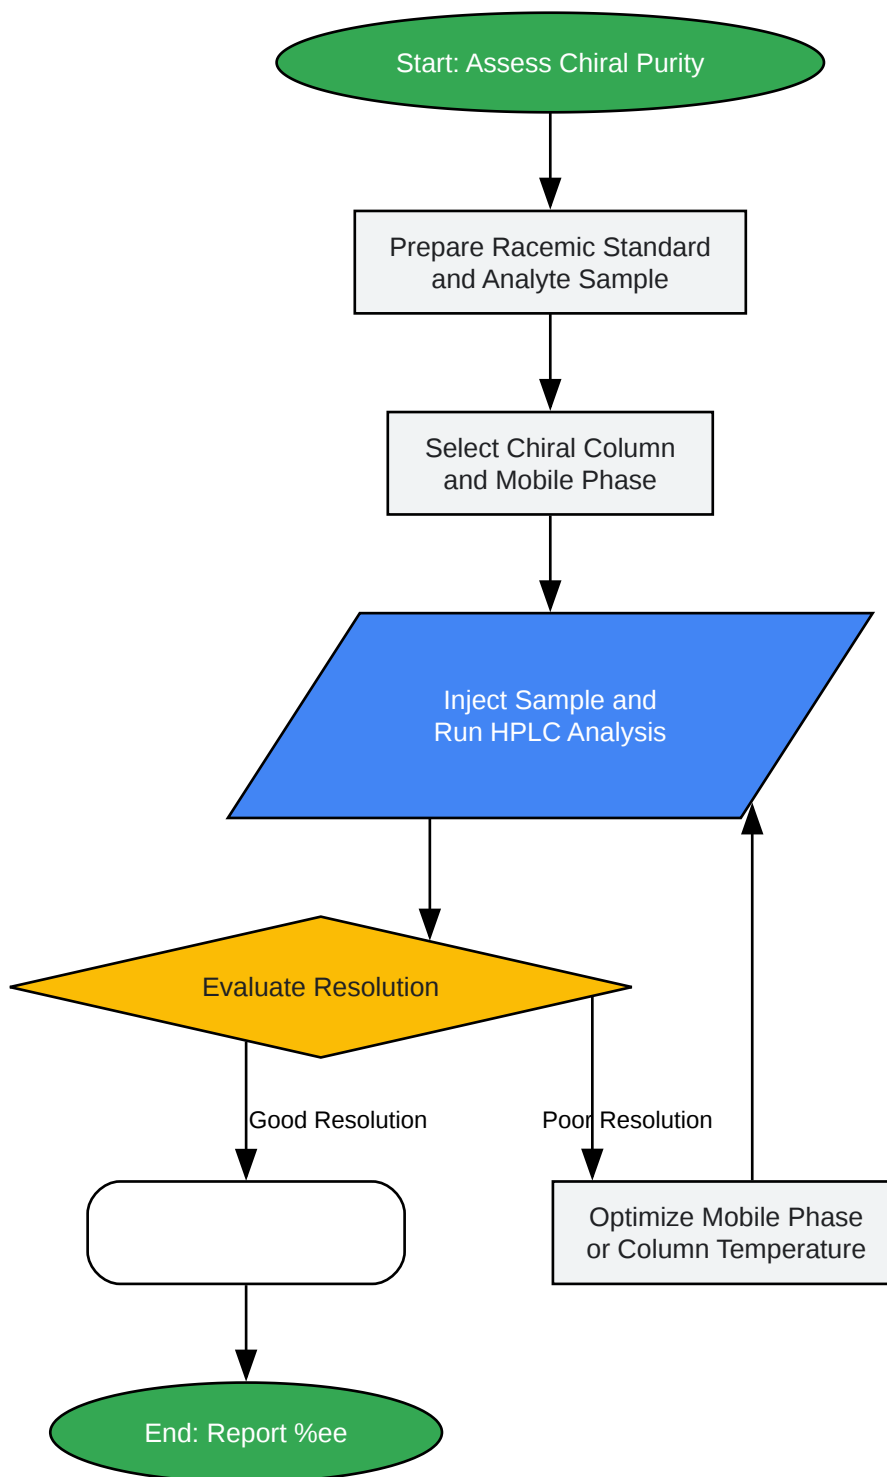 Start: Assess Chiral Purity
Prepare Racemic Standard
and Analyte Sample
Select Chiral Column
and Mobile Phase
Inject Sample and
Run HPLC Analysis
Evaluate Resolution
Good Resolution
Poor Resolution
Optimize Mobile Phase
or Column Temperature
End: Report %ee